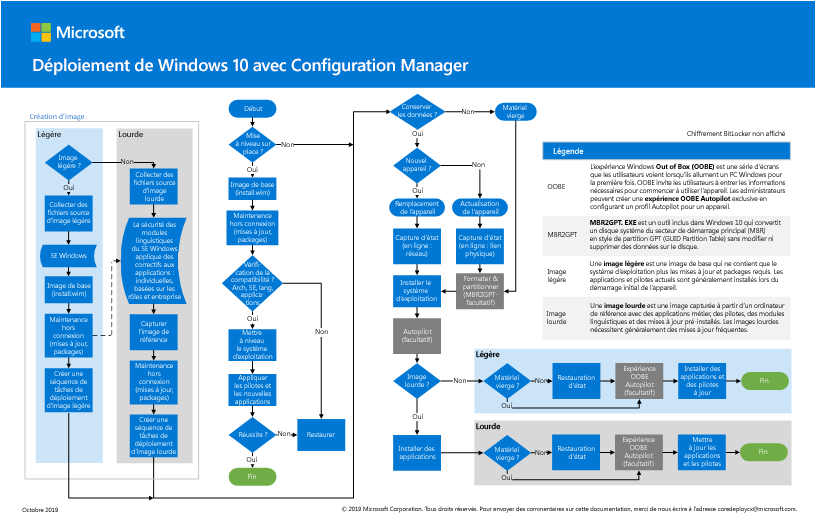 Microsoft
Déploiement de Windows 10 avec Configuration Manager
Création d'image
Légère
Image
légère ?
Non
Oui
Collecter des
fichiers source
d'image légère
SE Windows
Image de base
(install.wim)
Maintenance
hors
connexion
(mises à jour,
packages)
Créer une
séquence de
tâches de
déploiement
d'image légère
Lourde
Collecter des
fichiers source
d'image
lourde
La sécurité des
modules
linguistiques
du SE Windows
applique des
correctifs aux
applications :
individuelles,
basées sur les
rôles et entreprise
Capturer
l'image de
référence
Maintenance
hors
connexion
(mises à jour,
packages)
Créer une
séquence de
tâches de
déploiement
d'image lourde
Début
Mise
à niveau sur
place ?
Non
Oui
Image de base
(install.wim)
Maintenance
hors connexion
(mises à jour,
packages)
Vérifi-
cation de la
compatibilité ?
Arch, SE, lang,
applica-
tions
Non
Oui
Mettre
à niveau
le système
d'exploitation
Appliquer
les pilotes et
les nouvelles
applications
Réussite ?
Non
Restaurer
Oui
Fin
Conserver
les données ?
Non
Matériel
vierge
Oui
Nouvel
appareil ?
Non
Oui
Remplacement
de l'appareil
Actualisation
de l'appareil
Capture d'état
(en ligne :
réseau)
Capture d'état
(en ligne : lien
physique)
Installer le
système
d'exploitation
Formater &
partitionner
(MBR2GPT-
facultatif)
Autopilot
(facultatif)
Image
lourde ?
Non
Oui
Installer des
applications
Chiffrement BitLocker non affiché
Légende
OOBE
L'expérience Windows Out of Box (OOBE) est une série d'écrans
que les utilisateurs voient lorsqu'ils allument un PC Windows pour
la première fois. OOBE invite les utilisateurs à entrer les informations
nécessaires pour commencer à utiliser l'appareil. Les administrateurs
peuvent créer une expérience OOBE Autopilot exclusive en
configurant un profil Autopilot pour un appareil.
MBR2GPT
MBR2GPT. EXE est un outil inclus dans Windows 10 qui convertit
un disque système du secteur de démarrage principal (MBR)
en style de partition GPT (GUID Partition Table) sans modifier ni
supprimer des données sur le disque.
Image
légère
Une image légère est une image de base qui ne contient que le
système d'exploitation plus les mises à jour et packages requis. Les
applications et pilotes actuels sont généralement installés lors du
démarrage initial de l'appareil.
Image
lourde
Une image lourde est une image capturée à partir d'un ordinateur
de référence avec des applications métier, des pilotes, des modules
linguistiques et des mises à jour pré-installés. Les images lourdes
nécessitent généralement des mises à jour fréquentes.
Légère
Matériel
vierge ?
Non
Oui
Restauration
d'état
Expérience
OOBE
Autopilot
(facultatif)
Installer des
applications et
des pilotes
à jour
Fin
Lourde
Matériel
vierge ?
Non
Oui
Restauration
d'état
Expérience
OOBE
Autopilot
(facultatif)
Mettre
à jour les
applications
et les pilotes
Fin
Octobre 2019
© 2019 Microsoft Corporation. Tous droits réservés. Pour envoyer des commentaires sur cette documentation, merci de nous écrire à l'adresse coredeploycx@microsoft.com.